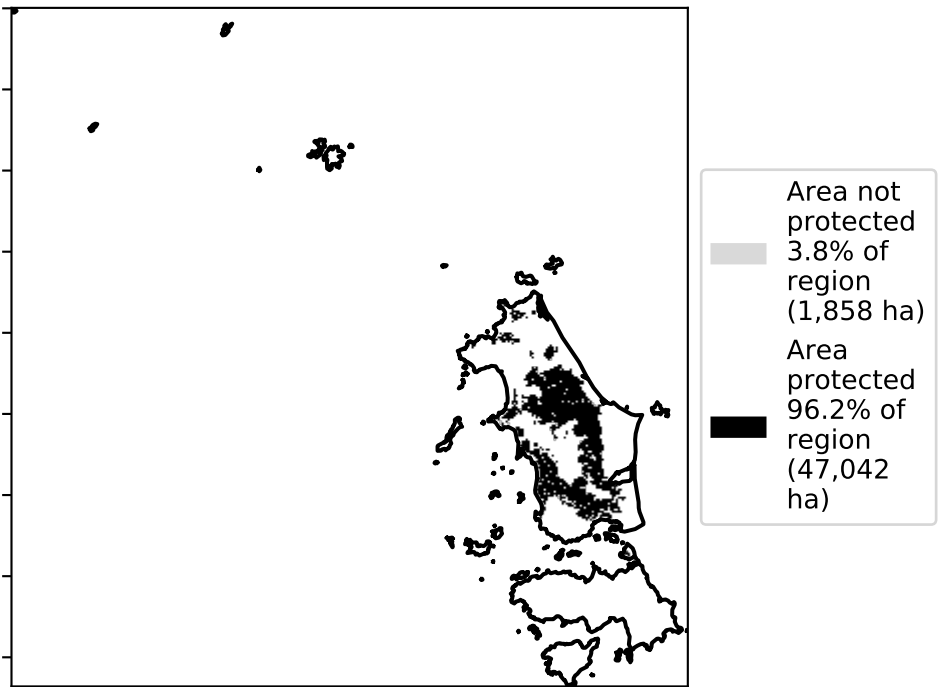 Area not
protected
3.8% of
region
(1,858 ha)
Area
protected
96.2% of
region
(47,042
ha)